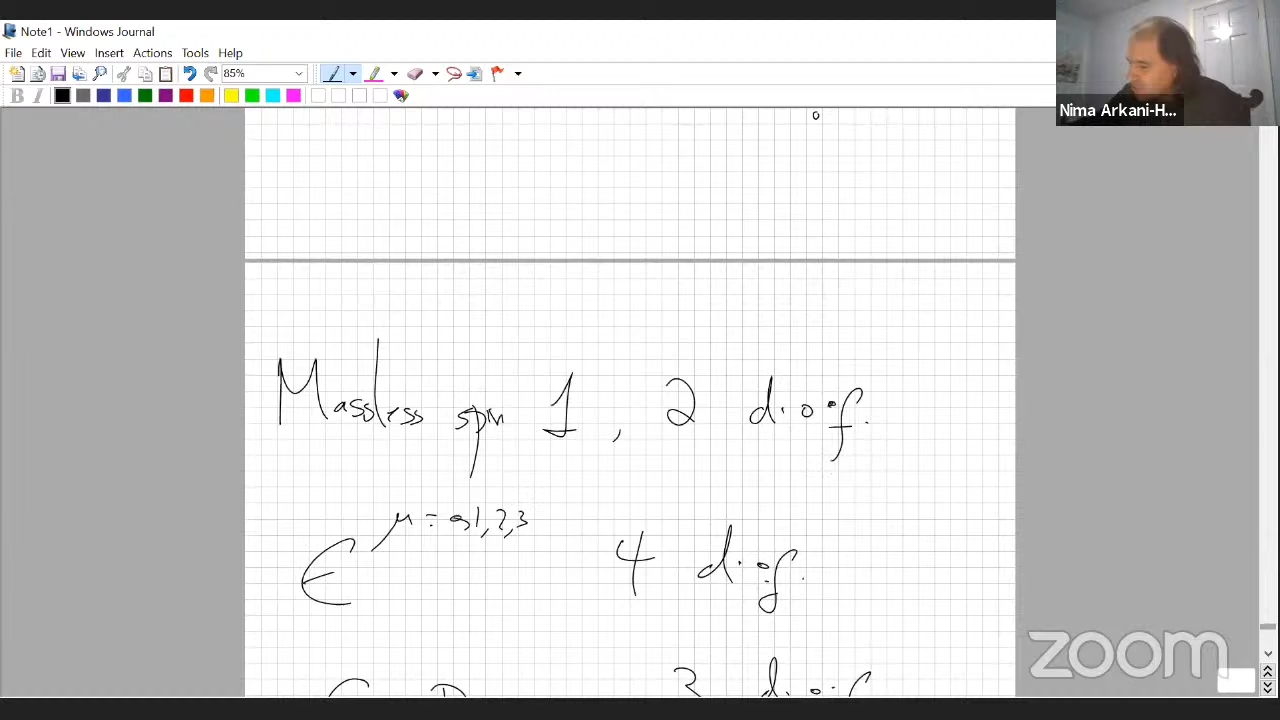 Note1 - Windows Journal
File Edit View Insert Actions Tools Help
85%
B I
Nima Arkani-H...
Massless spin 1, 2 d.o.f.
ϵ μ = 0,1,2,3 4 d.o.f.
zoom